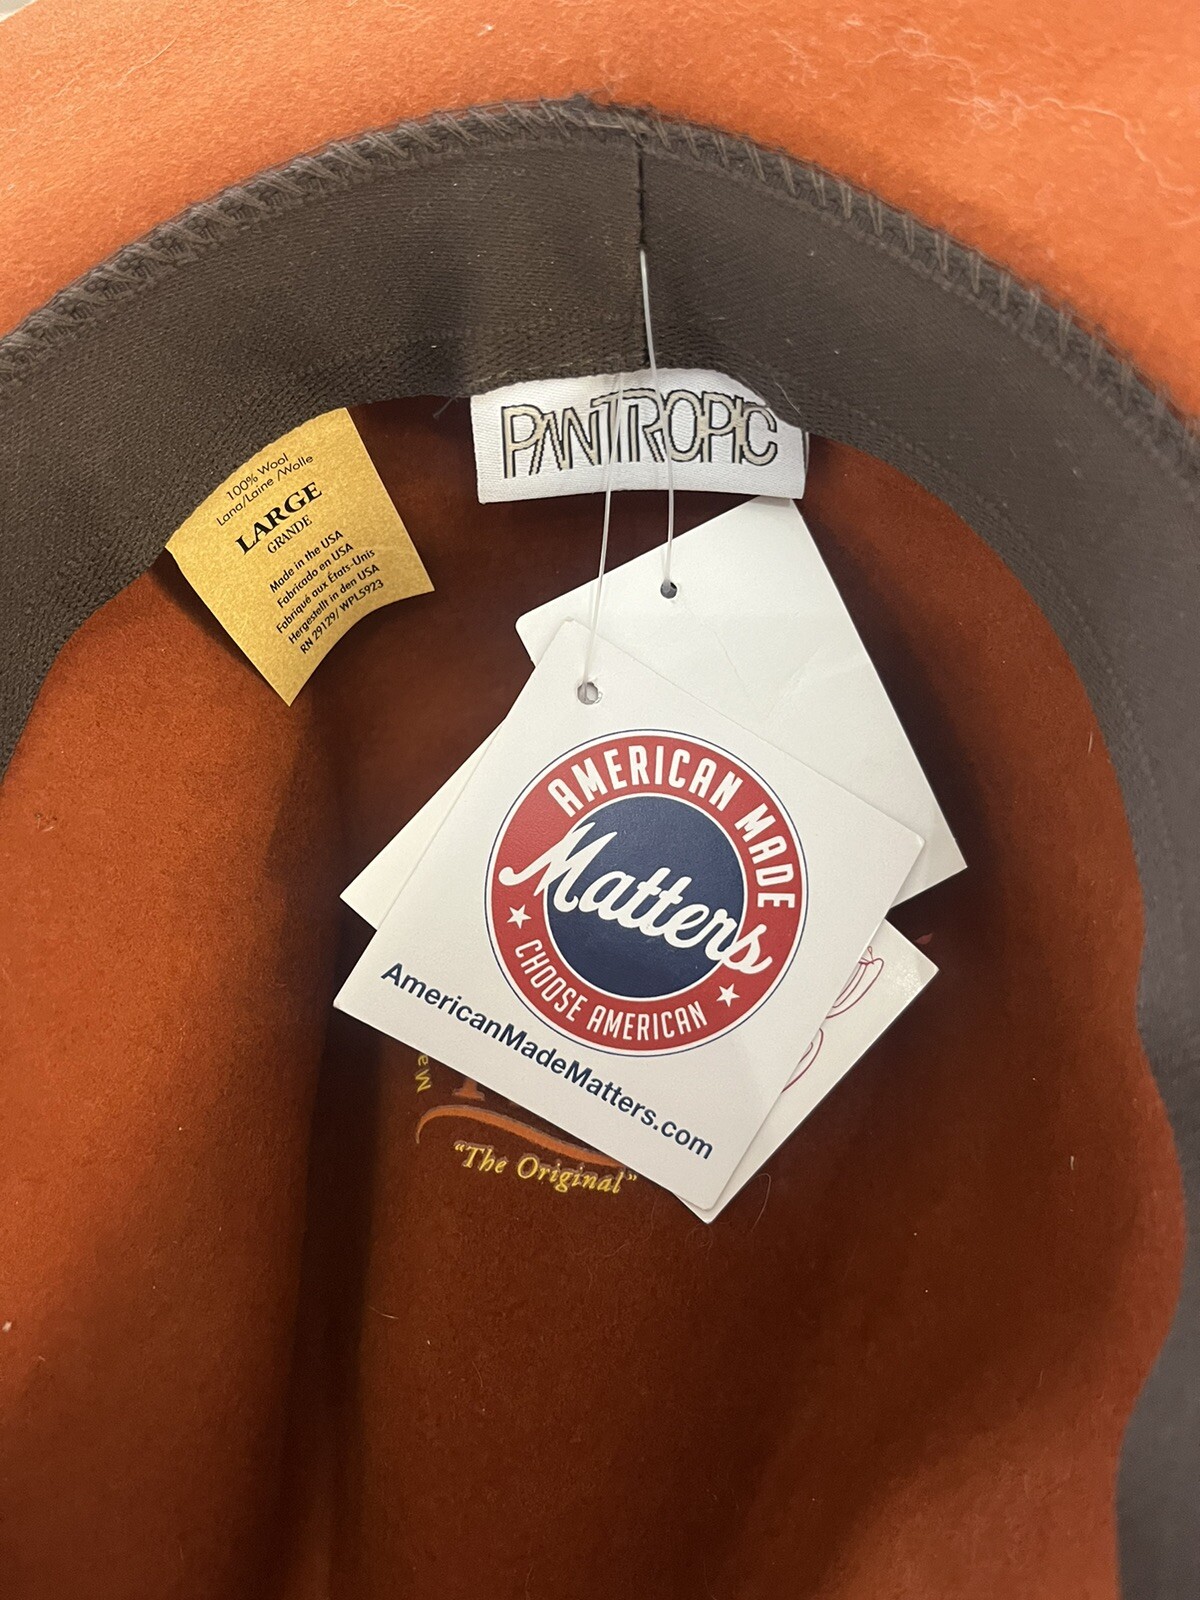 PANTROPIC
100% Wool
Lana/Laine /Wolle
LARGE
GRANDE
Made in the USA
Fabricado en USA
Fabriqué aux États-Unis
Hergestellt in den USA
RN 29129/ WPL5923
AMERICAN MADE
Matters
CHOOSE AMERICAN
AmericanMadeMatters.com
"The Original"